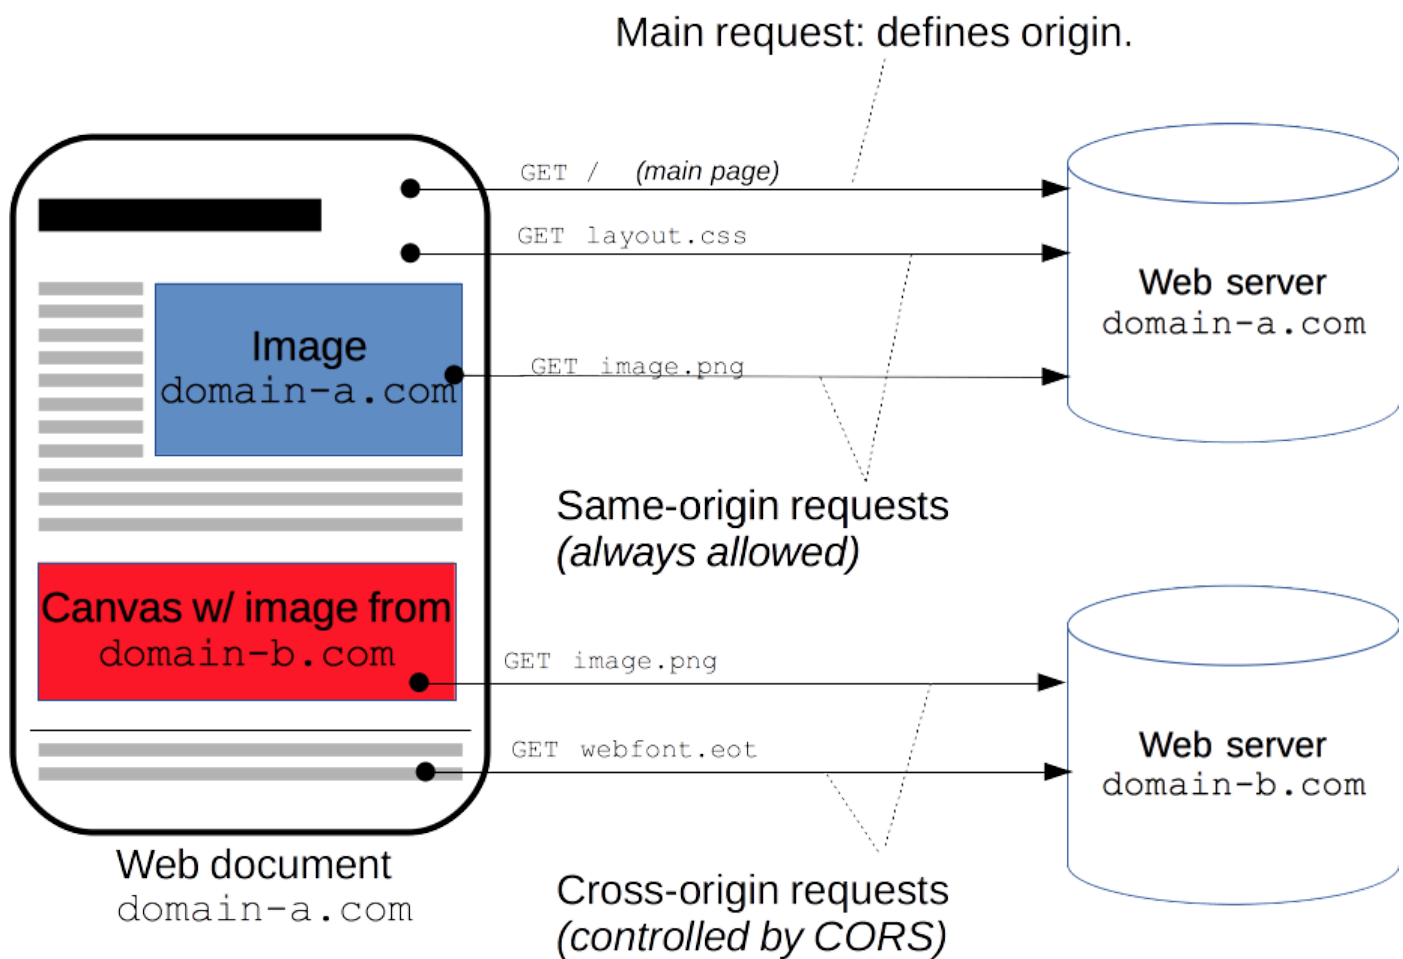 Main request: defines origin.
GET / (main page)
GET layout.css
Web server
domain-a.com
Image
domain-a.com
GET image.png
Same-origin requests
(always allowed)
Canvas w/ image from
domain-b.com
GET image.png
GET webfont.eot
Web server
domain-b.com
Web document
domain-a.com
Cross-origin requests
(controlled by CORS)